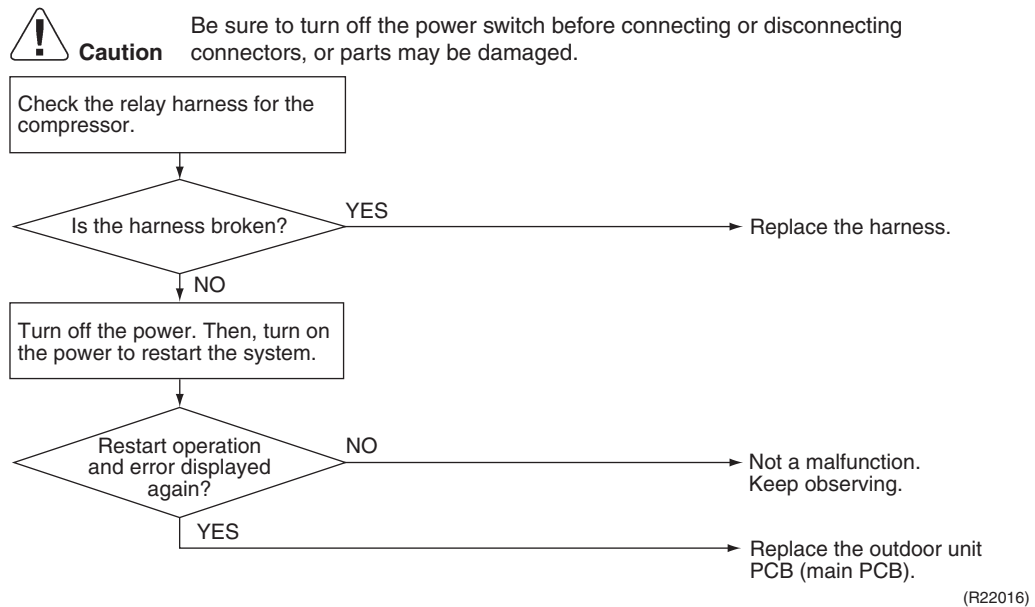 Be sure to turn off the power switch before connecting or disconnecting
Caution connectors, or parts may be damaged.
Check the relay harness for the
compressor.
Is the harness broken?
YES
Replace the harness.
NO
Turn off the power. Then, turn on
the power to restart the system.
Restart operation
and error displayed
again?
NO
Not a malfunction.
Keep observing.
YES
Replace the outdoor unit
PCB (main PCB).
(R22016)